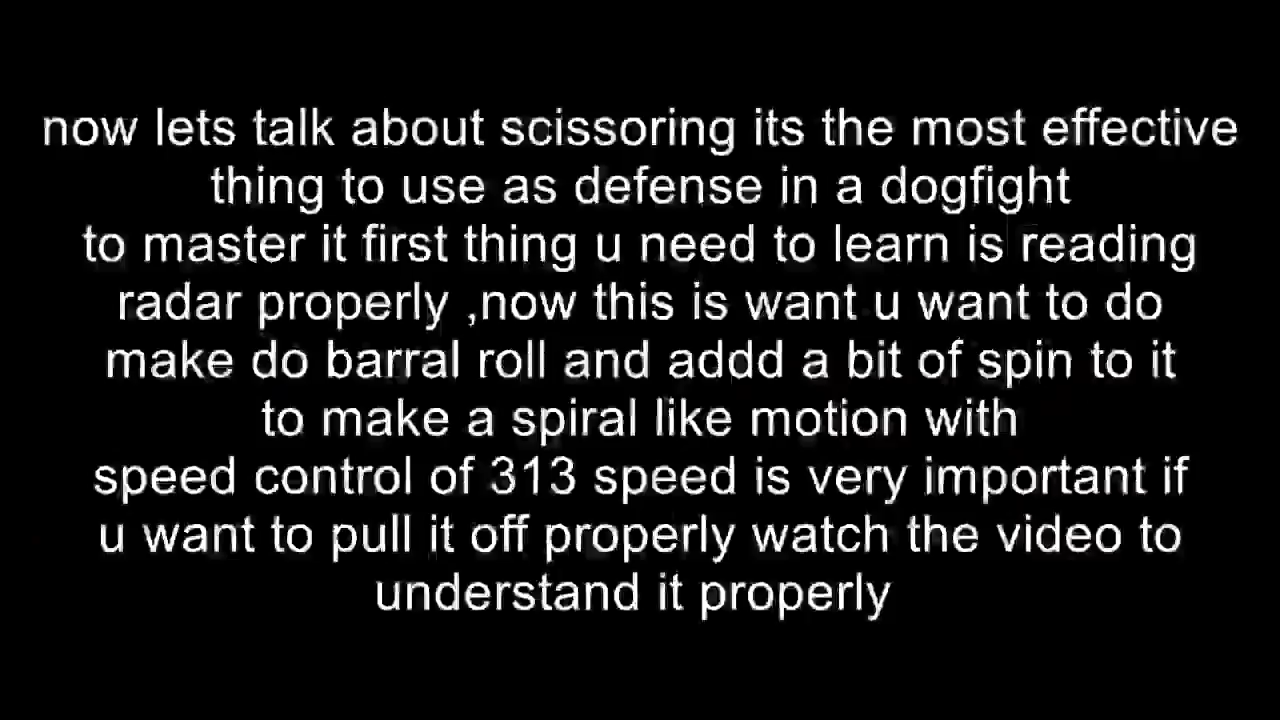 now lets talk about scissoring its the most effective
thing to use as defense in a dogfight
to master it first thing u need to learn is reading
radar properly ,now this is want u want to do
make do barral roll and addd a bit of spin to it
to make a spiral like motion with
speed control of 313 speed is very important if
u want to pull it off properly watch the video to
understand it properly